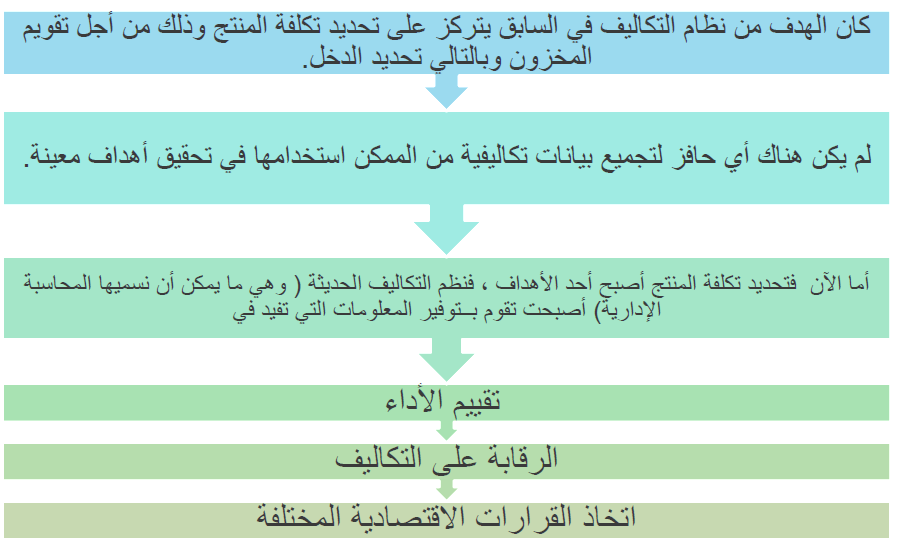 كان الهدف من نظام التكاليف في السابق يتركز على تحديد تكلفة المنتج وذلك من أجل تقويم
المخزون وبالتالي تحديد الدخل.
لم يكن هناك أي حافز لتجميع بيانات تكاليفية من الممكن استخدامها في تحقيق أهداف معينة.
أما الآن فتحديد تكلفة المنتج أصبح أحد الأهداف ، فنظم التكاليف الحديثة ( وهي ما يمكن أن نسميها المحاسبة
الإدارية) أصبحت تقوم بــتوفير المعلومات التي تفيد في
تقييم الأداء
الرقابة على التكاليف
اتخاذ القرارات الاقتصادية المختلفة